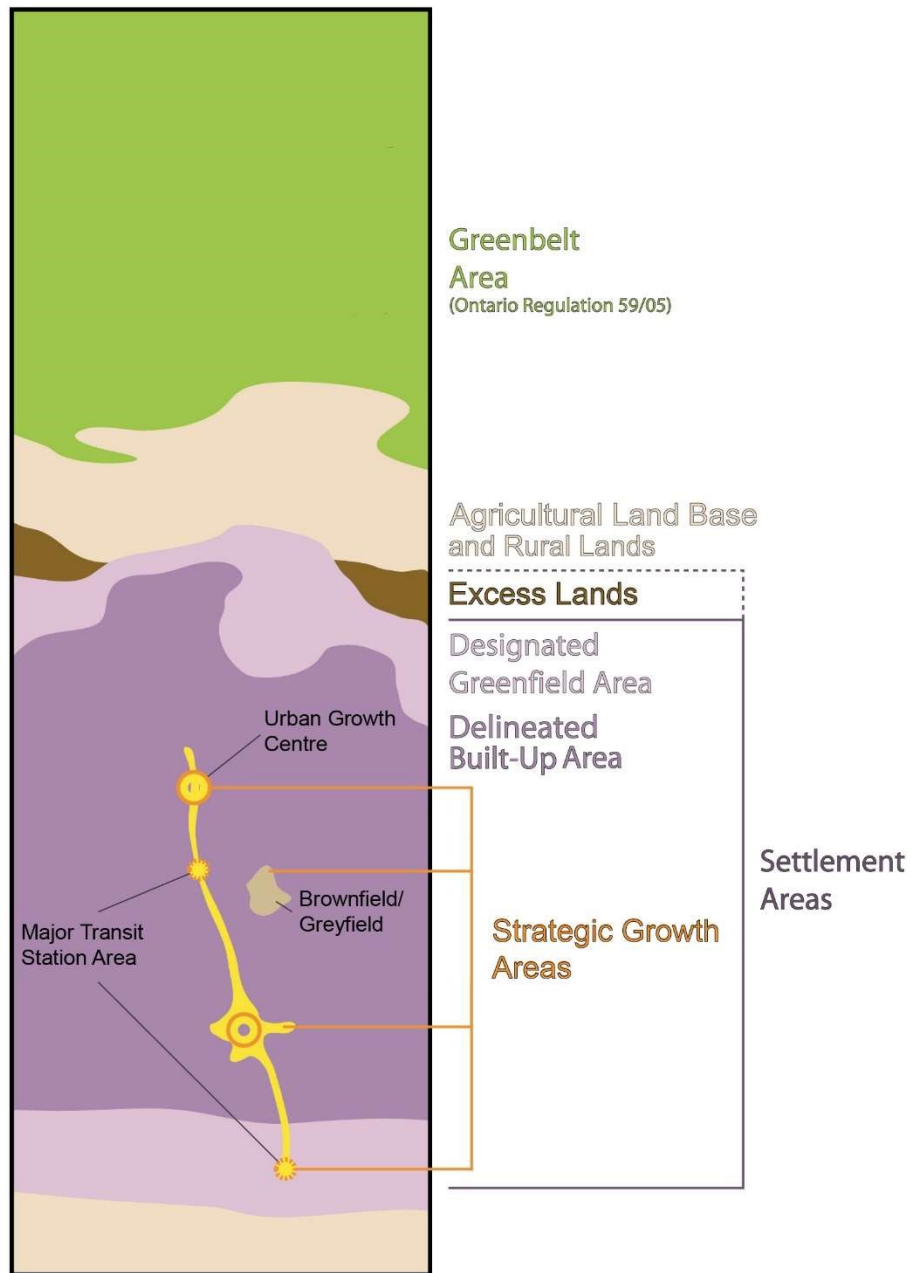 Greenbelt
Area
(Ontario Regulation 59/05)
Agricultural Land Base
and Rural Lands
Excess Lands
Designated
Greenfield Area
Delineated
Built-Up Area
Urban Growth
Centre
Brownfield/
Greyfield
Major Transit
Station Area
Strategic Growth
Areas
Settlement
Areas